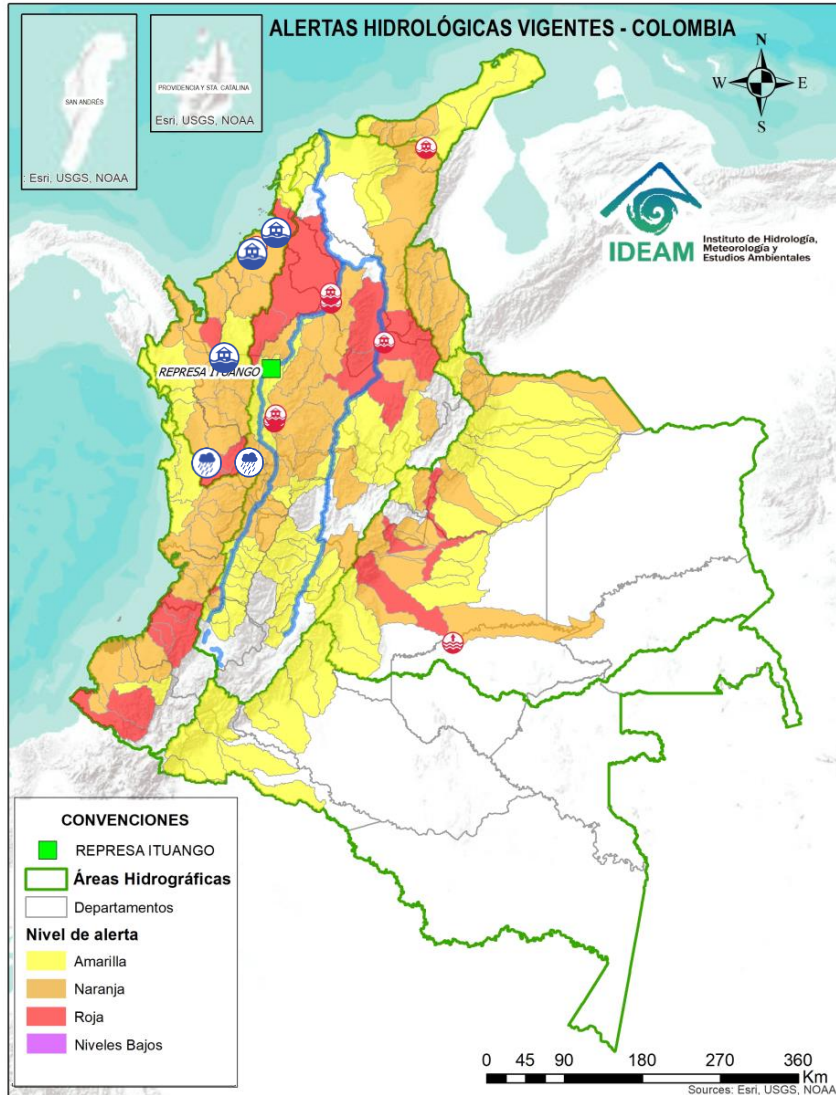 ALERTAS HIDROLÓGICAS VIGENTES - COLOMBIA
SAN ANDRÉS
: Esri, USGS, NOAA
PROVIDENCIA Y STA. CATALINA
Esri, USGS, NOAA
N
W
E
S
IDEAM
Instituto de Hidrología,
Meteorología y
Estudios Ambientales
REPRESA ITUANGO
CONVENCIONES
REPRESA ITUANGO
Áreas Hidrográficas
Departamentos
Nivel de alerta
Amarilla
Naranja
Roja
Niveles Bajos
0 45 90 180 270 360
Km
Sources: Esri, USGS, NOAA